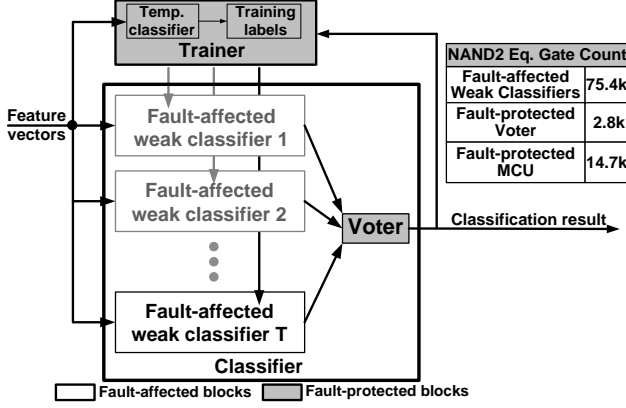 Temp. classifier
Training labels
Trainer
NAND2 Eq. Gate Count
Fault-affected Weak Classifiers 75.4k
Fault-protected Voter 2.8k
Fault-protected MCU 14.7k
Feature vectors
Fault-affected
weak classifier 1
Fault-affected
weak classifier 2
Voter
Classification result
Fault-affected
weak classifier T
Classifier
Fault-affected blocks
Fault-protected blocks